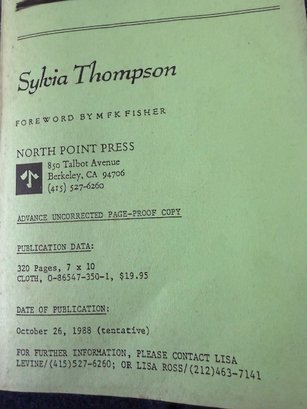 Sylvia Thompson
FOREWORD BY M F K FISHER
NORTH POINT PRESS
850 Talbot Avenue
Berkeley, CA 94706
(415) 527-6260
ADVANCE UNCORRECTED PAGE-PROOF COPY
PUBLICATION DATA:
320 Pages, 7 x 10
CLOTH, 0-86547-350-1, $19.95
DATE OF PUBLICATION:
October 26, 1988 (tentative)
FOR FURTHER INFORMATION, PLEASE CONTACT LISA
LEVINE/(415)527-6260; OR LISA ROSS/(212)463-7141